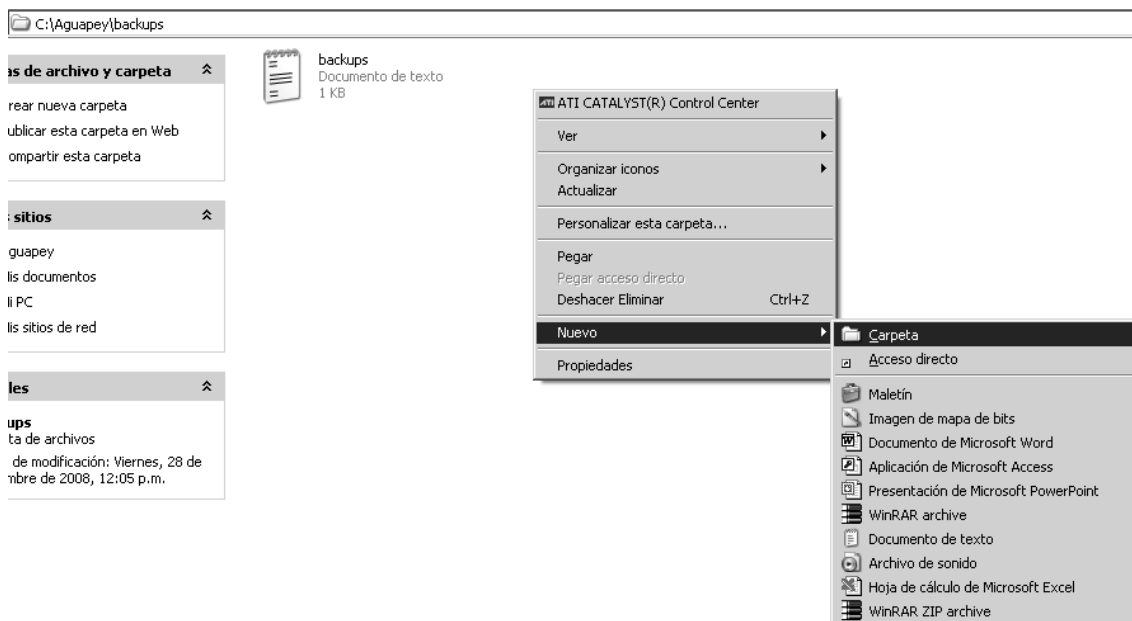 C:\Aguapey\backups
as de archivo y carpeta
rear nueva carpeta
ublicar esta carpeta en Web
ompartir esta carpeta
sitios
guapey
is documentos
i PC
is sitios de red
les
ups
ta de archivos
de modificación: Viernes, 28 de
mbre de 2008, 12:05 p.m.
backups
Documento de texto
1 KB
ATI CATALYST(R) Control Center
Ver
Organizar iconos
Actualizar
Personalizar esta carpeta...
Pegar
Pegar acceso directo
Deshacer Eliminar Ctrl+Z
Nuevo
Propiedades
Carpeta
Acceso directo
Maletín
Imagen de mapa de bits
Documento de Microsoft Word
Aplicación de Microsoft Access
Presentación de Microsoft PowerPoint
WinRAR archive
Documento de texto
Archivo de sonido
Hoja de cálculo de Microsoft Excel
WinRAR ZIP archive